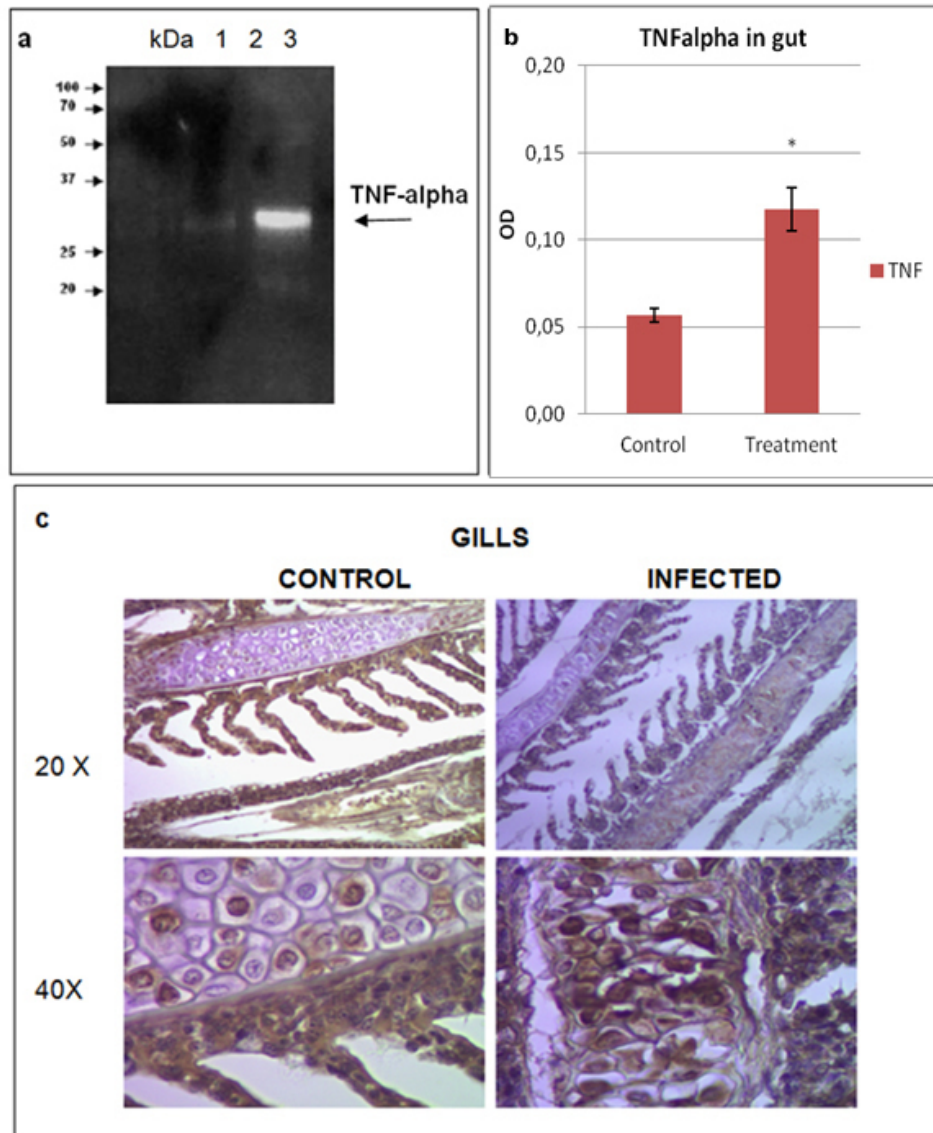 a
kDa 1 2 3
100
70
50
37
25
20
TNF-alpha
b
TNFalpha in gut
0,20
0,15
0,10
0,05
0,00
OD
*
Control Treatment
TNF
c
GILLS
CONTROL INFECTED
20 X
40X